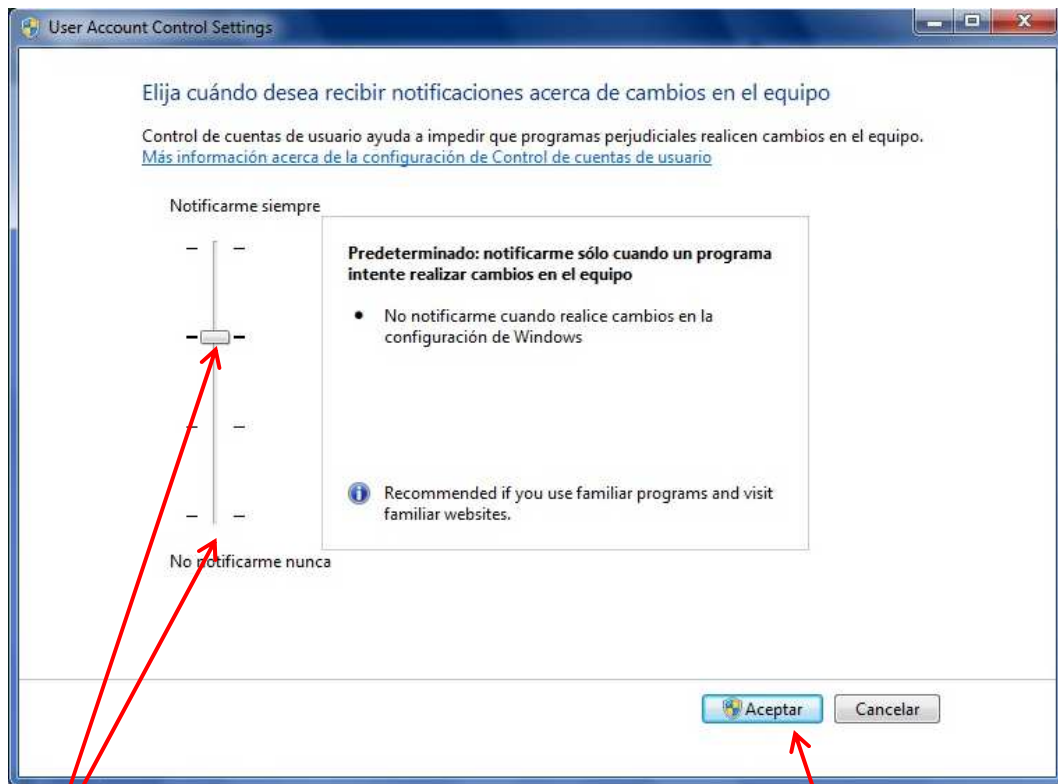 User Account Control Settings
Elija cuándo desea recibir notificaciones acerca de cambios en el equipo
Control de cuentas de usuario ayuda a impedir que programas perjudiciales realicen cambios en el equipo.
Más información acerca de la configuración de Control de cuentas de usuario
Notificarme siempre
Predeterminado: notificarme sólo cuando un programa
intente realizar cambios en el equipo
• No notificarme cuando realice cambios en la
configuración de Windows
Recommended if you use familiar programs and visit
familiar websites.
No notificarme nunca
Aceptar
Cancelar